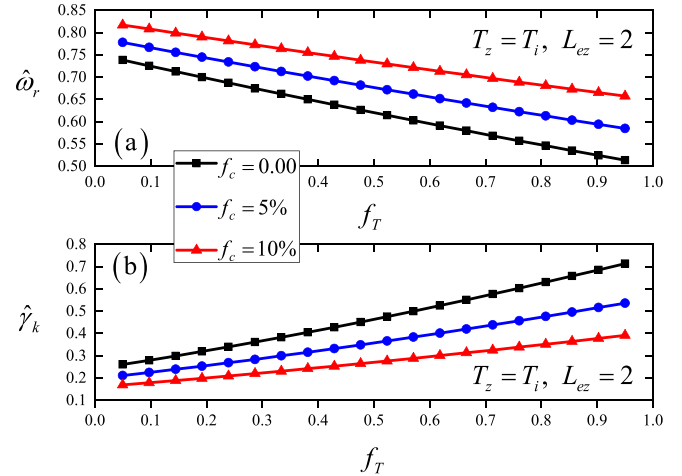 0.85
0.80
0.75
0.70
0.65
0.60
0.55
0.50
ω̂_r
T_z = T_i, L_ez = 2
(a)
0.0 0.1 0.4 0.5 0.6 0.7 0.8 0.9 1.0
f_T
f_c = 0.00
f_c = 5%
f_c = 10%
0.8
0.7
0.6
0.5
0.4
0.3
0.2
0.1
γ̂_k
(b)
T_z = T_i, L_ez = 2
0.0 0.1 0.2 0.3 0.4 0.5 0.6 0.7 0.8 0.9 1.0
f_T